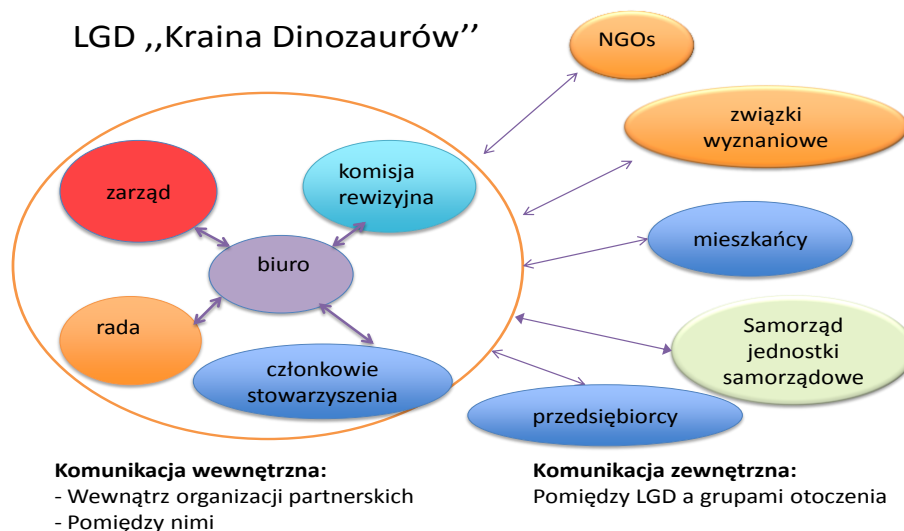 LGD ,,Kraina Dinozaurów’’
NGOs
związki
wyznaniowe
zarząd
komisja
rewizyjna
biuro
mieszkańcy
rada
Samorząd
jednostki
samorządowe
członkowie
stowarzyszenia
przedsiębiorcy
Komunikacja wewnętrzna:
- Wewnątrz organizacji partnerskich
- Pomiędzy nimi
Komunikacja zewnętrzna:
Pomiędzy LGD a grupami otoczenia